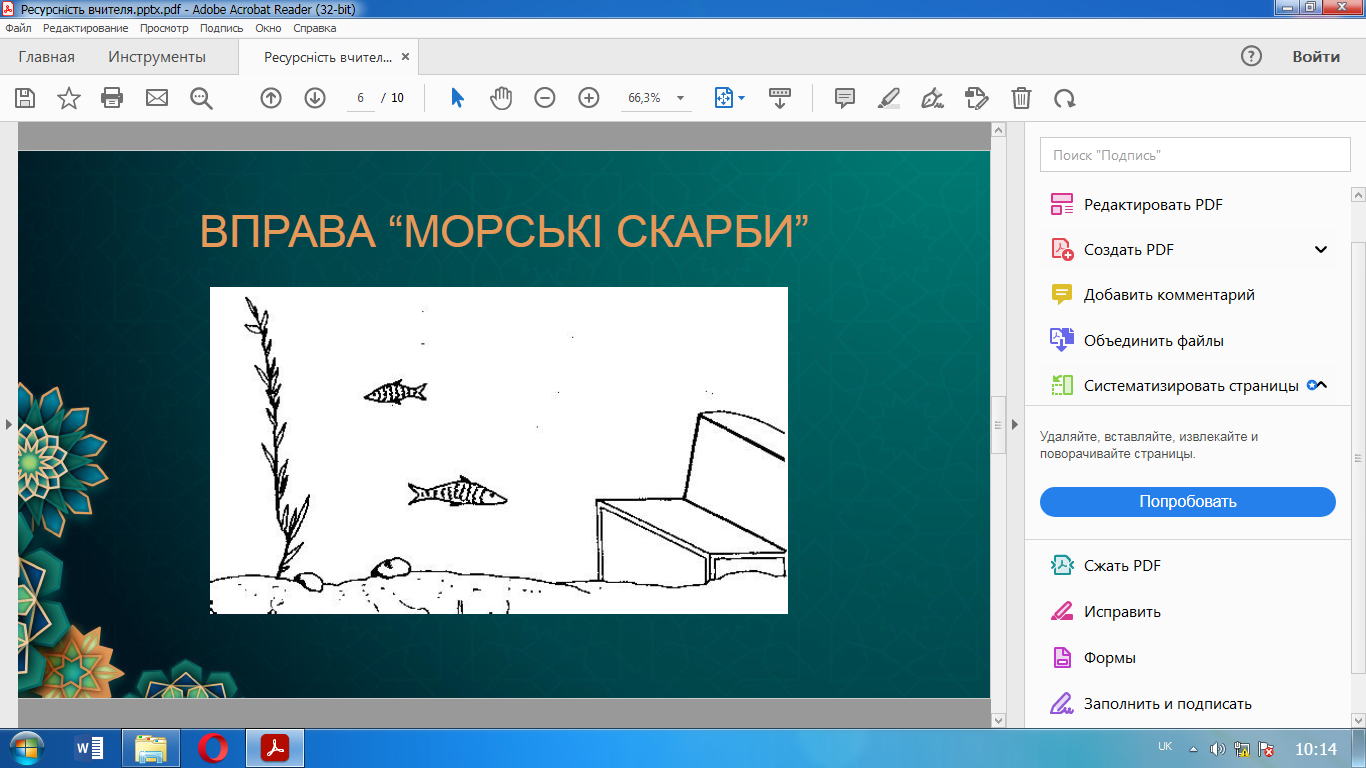 Ресурсність вчителя.pptx.pdf - Adobe Acrobat Reader (32-bit)
Файл Редактирование Просмотр Подпись Окно Справка
Главная Инструменты Ресурсність вчител... × Войти
6 / 10 66,3%
ВПРАВА “МОРСЬКІ СКАРБИ”
Поиск "Подпись"
Редактировать PDF
Создать PDF
Добавить комментарий
Объединить файлы
Систематизировать страницы
Удаляйте, вставляйте, извлекайте и
поворачивайте страницы.
Попробовать
Сжать PDF
Исправить
Формы
Заполнить и подписать
UK 10:14